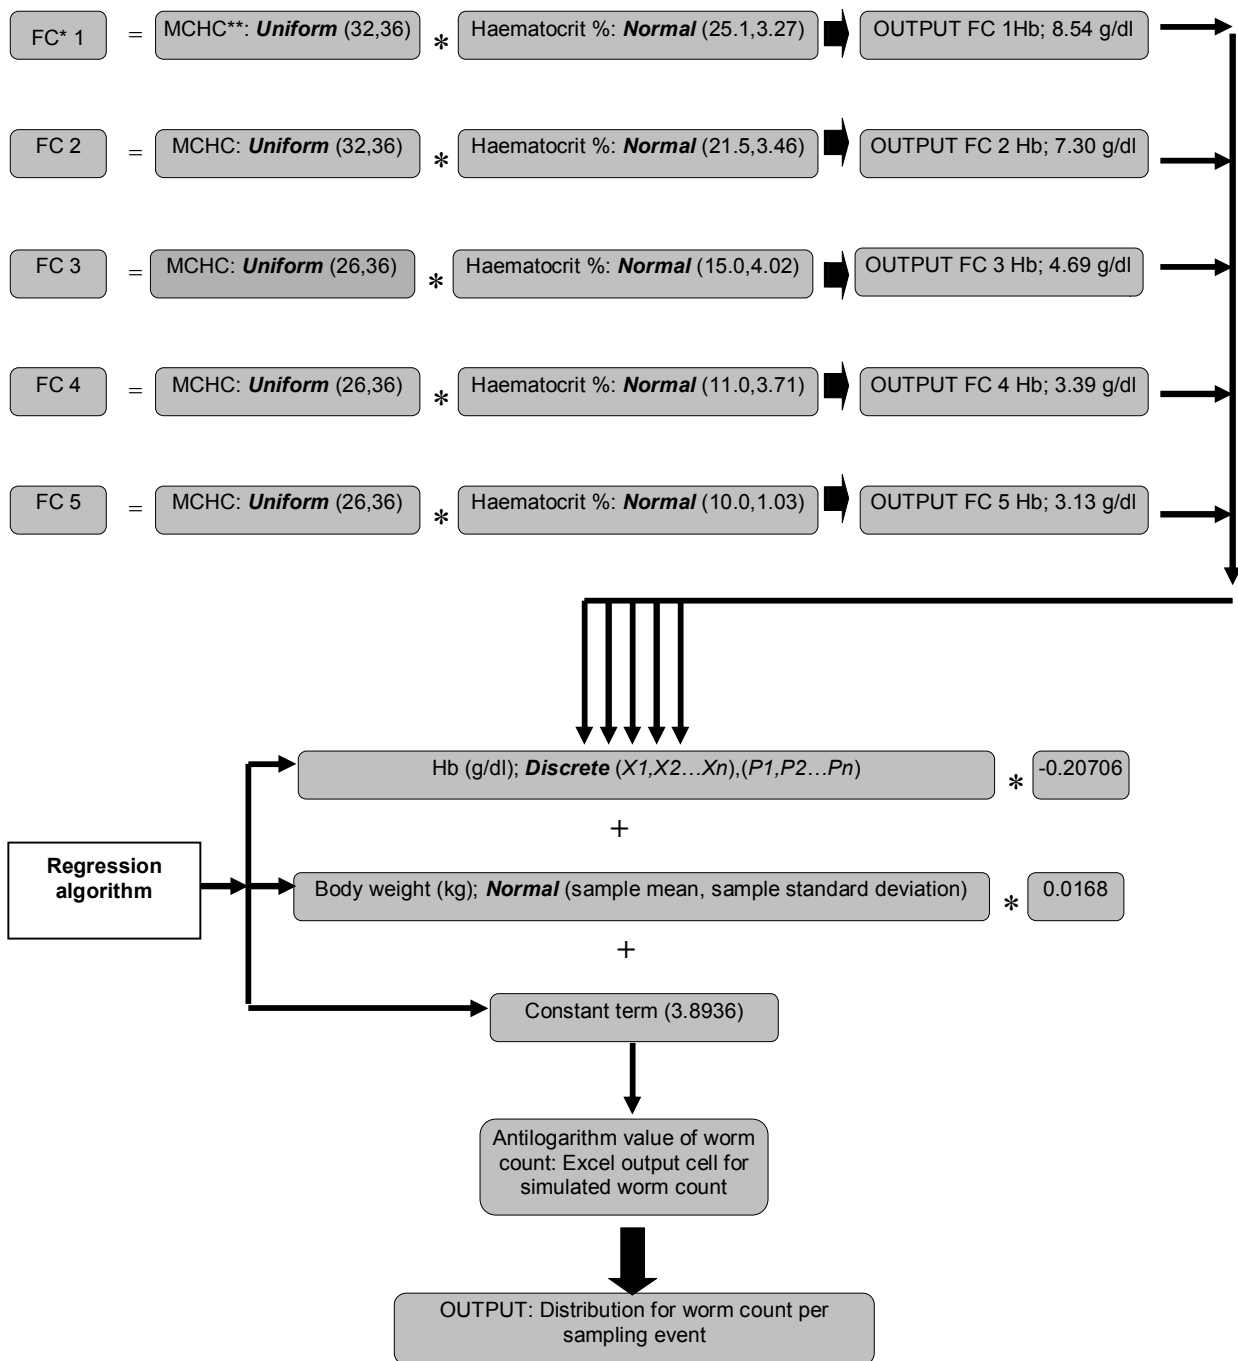 FC* 1 = MCHC**: Uniform (32,36) * Haematocrit %: Normal (25.1,3.27) OUTPUT FC 1Hb; 8.54 g/dl
FC 2 = MCHC: Uniform (32,36) * Haematocrit %: Normal (21.5,3.46) OUTPUT FC 2 Hb; 7.30 g/dl
FC 3 = MCHC: Uniform (26,36) * Haematocrit %: Normal (15.0,4.02) OUTPUT FC 3 Hb; 4.69 g/dl
FC 4 = MCHC: Uniform (26,36) * Haematocrit %: Normal (11.0,3.71) OUTPUT FC 4 Hb; 3.39 g/dl
FC 5 = MCHC: Uniform (26,36) * Haematocrit %: Normal (10.0,1.03) OUTPUT FC 5 Hb; 3.13 g/dl
Hb (g/dl); Discrete (X1,X2…Xn),(P1,P2…Pn) * -0.20706
+
Regression
algorithm
Body weight (kg); Normal (sample mean, sample standard deviation) * 0.0168
+
Constant term (3.8936)
Antilogarithm value of worm
count: Excel output cell for
simulated worm count
OUTPUT: Distribution for worm count per
sampling event